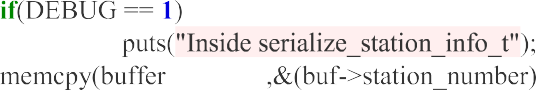 if(DEBUG == 1)
puts("Inside serialize_station_info_t");
memcpy(buffer ,&(buf->station_number)